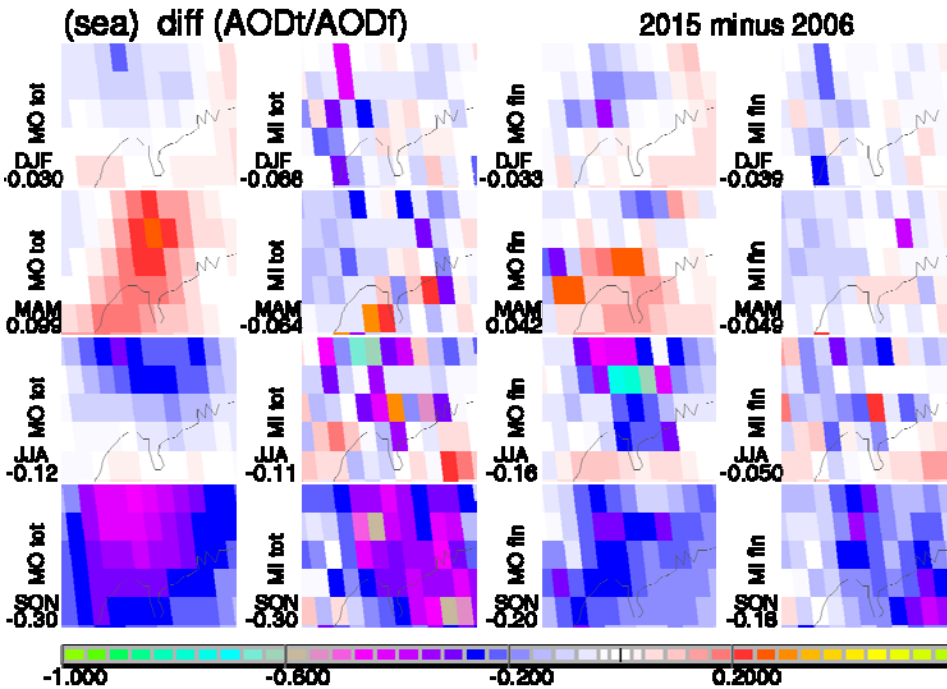 (sea) diff (AODt/AODf) 2015 minus 2006
MO tot MI tot MO fin MI fin
DJF DJF DJF DJF
-0.030 -0.068 -0.033 -0.039
MO tot MI tot MO fin MI fin
MAM MAM MAM MAM
0.099 -0.064 0.042 -0.049
MO tot MI tot MO fin MI fin
JJA JJA JJA JJA
-0.12 -0.11 -0.16 -0.050
MO tot MI tot MO fin MI fin
SON SON SON SON
-0.30 -0.30 -0.20 -0.18
-1.000 -0.600 -0.2000 0.2000